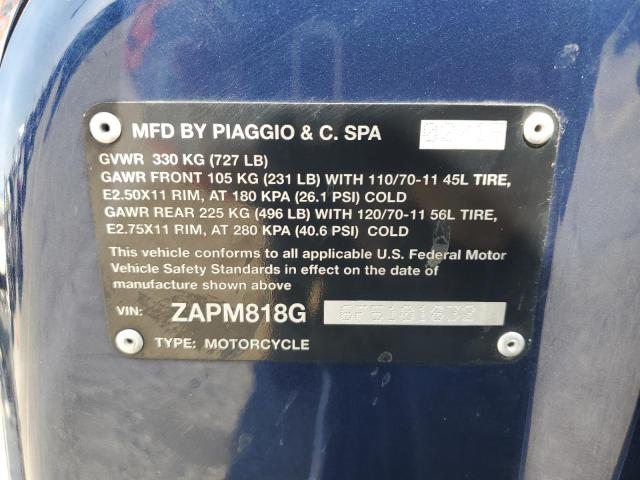 MFD BY PIAGGIO & C. SPA
GVWR 330 KG (727 LB)
GAWR FRONT 105 KG (231 LB) WITH 110/70-11 45L TIRE,
E2.50X11 RIM, AT 180 KPA (26.1 PSI) COLD
GAWR REAR 225 KG (496 LB) WITH 120/70-11 56L TIRE,
E2.75X11 RIM, AT 280 KPA (40.6 PSI) COLD
This vehicle conforms to all applicable U.S. Federal Motor
Vehicle Safety Standards in effect on the date of
manufacture shown above
VIN: ZAPM818G
TYPE: MOTORCYCLE